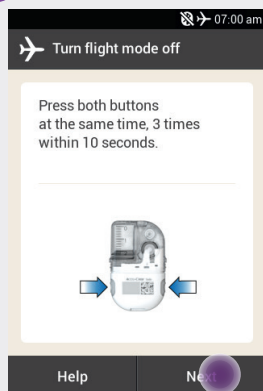 07:00 am
Turn flight mode off
Press both buttons
at the same time, 3 times
within 10 seconds.
Help
Next